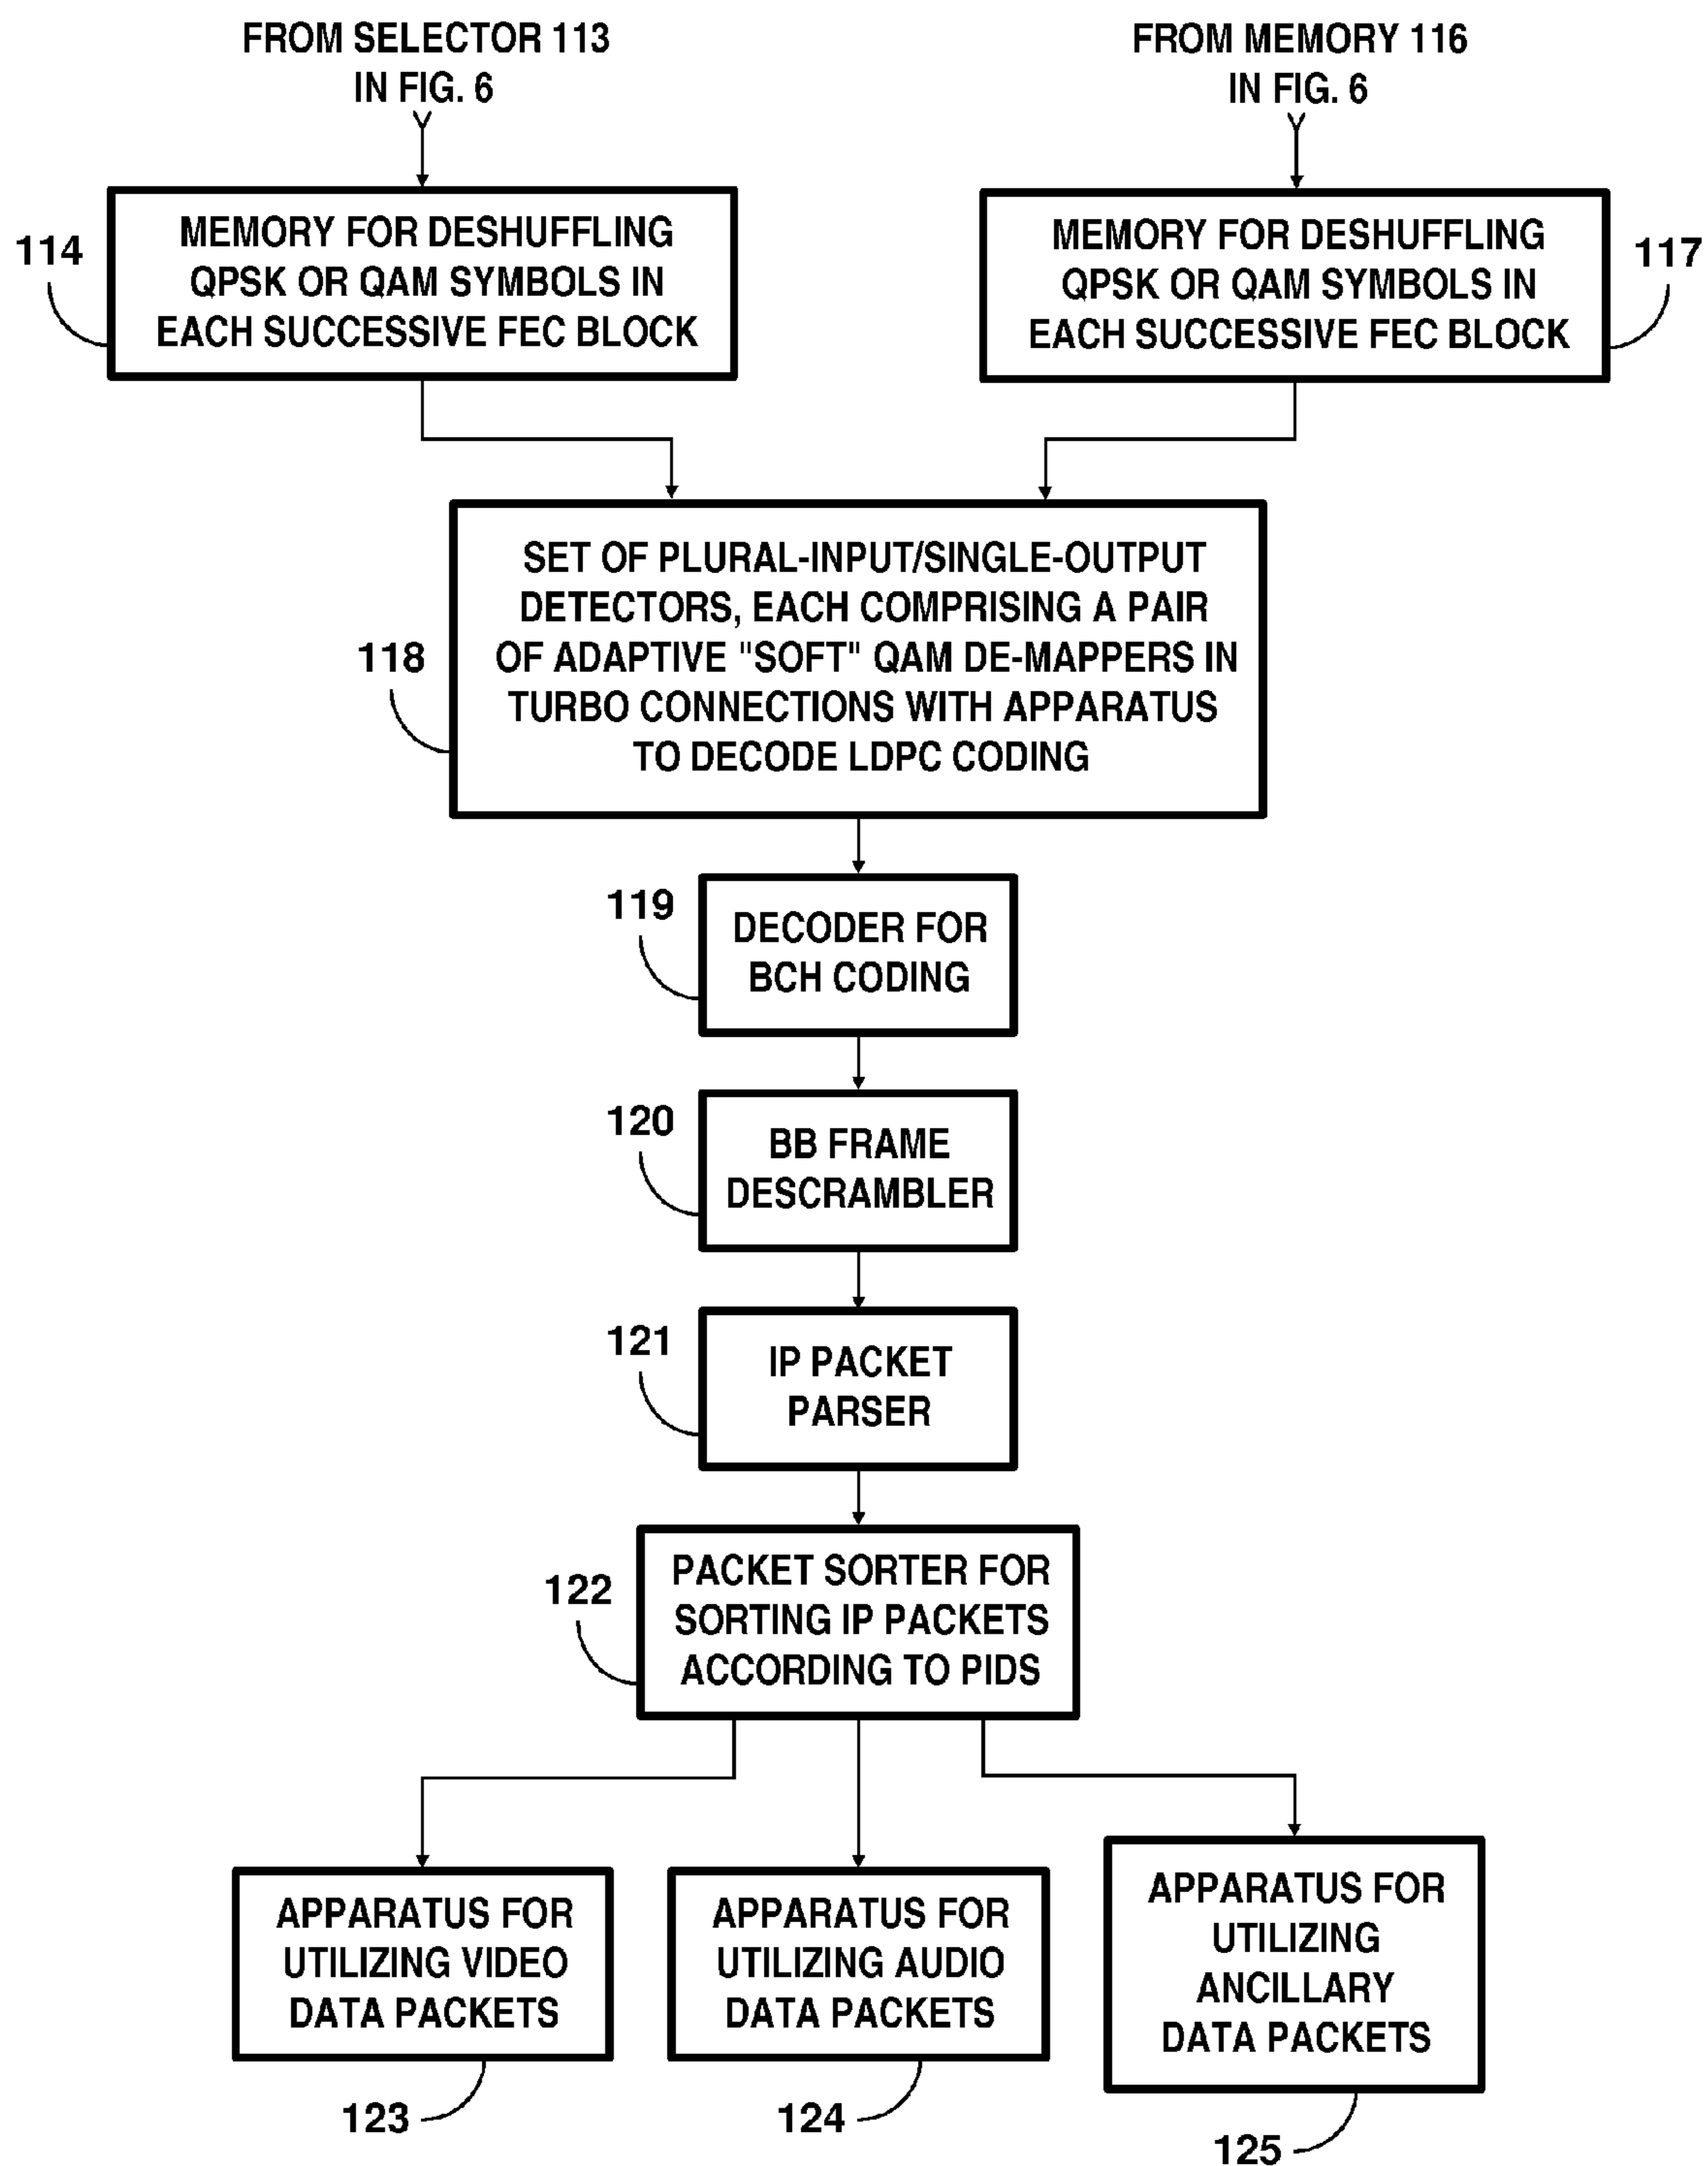 FROM SELECTOR 113
IN FIG. 6
FROM MEMORY 116
IN FIG. 6
114
MEMORY FOR DESHUFFLING
QPSK OR QAM SYMBOLS IN
EACH SUCCESSIVE FEC BLOCK
MEMORY FOR DESHUFFLING
QPSK OR QAM SYMBOLS IN
EACH SUCCESSIVE FEC BLOCK
117
118
SET OF PLURAL-INPUT/SINGLE-OUTPUT
DETECTORS, EACH COMPRISING A PAIR
OF ADAPTIVE "SOFT" QAM DE-MAPPERS IN
TURBO CONNECTIONS WITH APPARATUS
TO DECODE LDPC CODING
119
DECODER FOR
BCH CODING
120
BB FRAME
DESCRAMBLER
121
IP PACKET
PARSER
122
PACKET SORTER FOR
SORTING IP PACKETS
ACCORDING TO PIDS
APPARATUS FOR
UTILIZING VIDEO
DATA PACKETS
123
APPARATUS FOR
UTILIZING AUDIO
DATA PACKETS
124
APPARATUS FOR
UTILIZING
ANCILLARY
DATA PACKETS
125